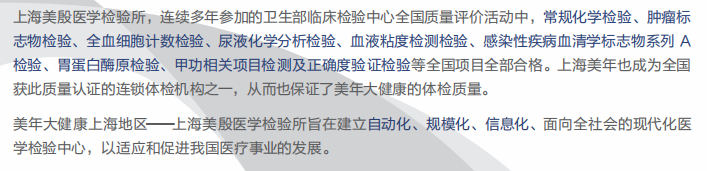 上海美殷医学检验所，连续多年参加的卫生部临床检验中心全国质量评价活动中，常规化学检验、肿瘤标
志物检验、全血细胞计数检验、尿液化学分析检验、血液粘度检测检验、感染性疾病血清学标志物系列 A
检验、胃蛋白酶原检验、甲功相关项目检测及正确度验证检验等全国项目全部合格。上海美年也成为全国
获此质量认证的连锁体检机构之一，从而也保证了美年大健康的体检质量。
美年大健康上海地区——上海美殷医学检验所旨在建立自动化、规模化、信息化、面向全社会的现代化医
学检验中心，以适应和促进我国医疗事业的发展。